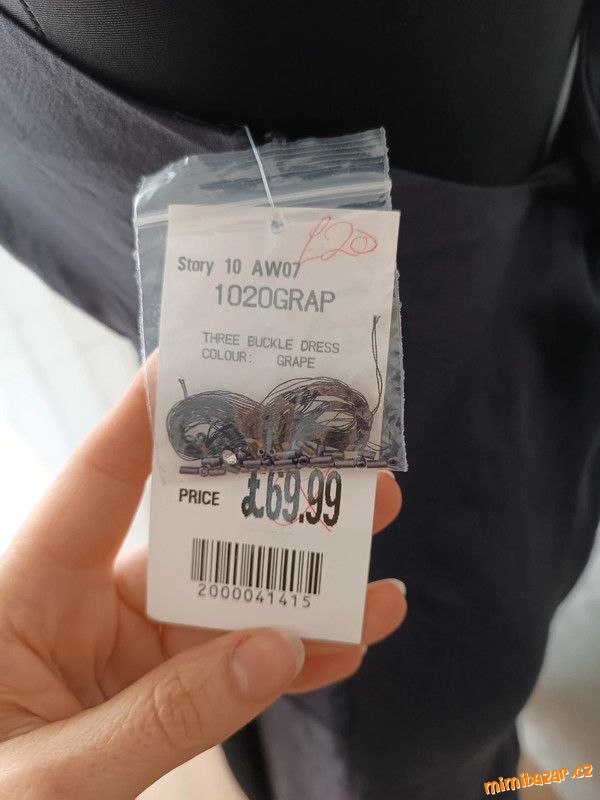 £20
Story 10 AW07
1020GRAP
THREE BUCKLE DRESS
COLOUR: GRAPE
PRICE £69.99
2000041415
mimibazar.cz